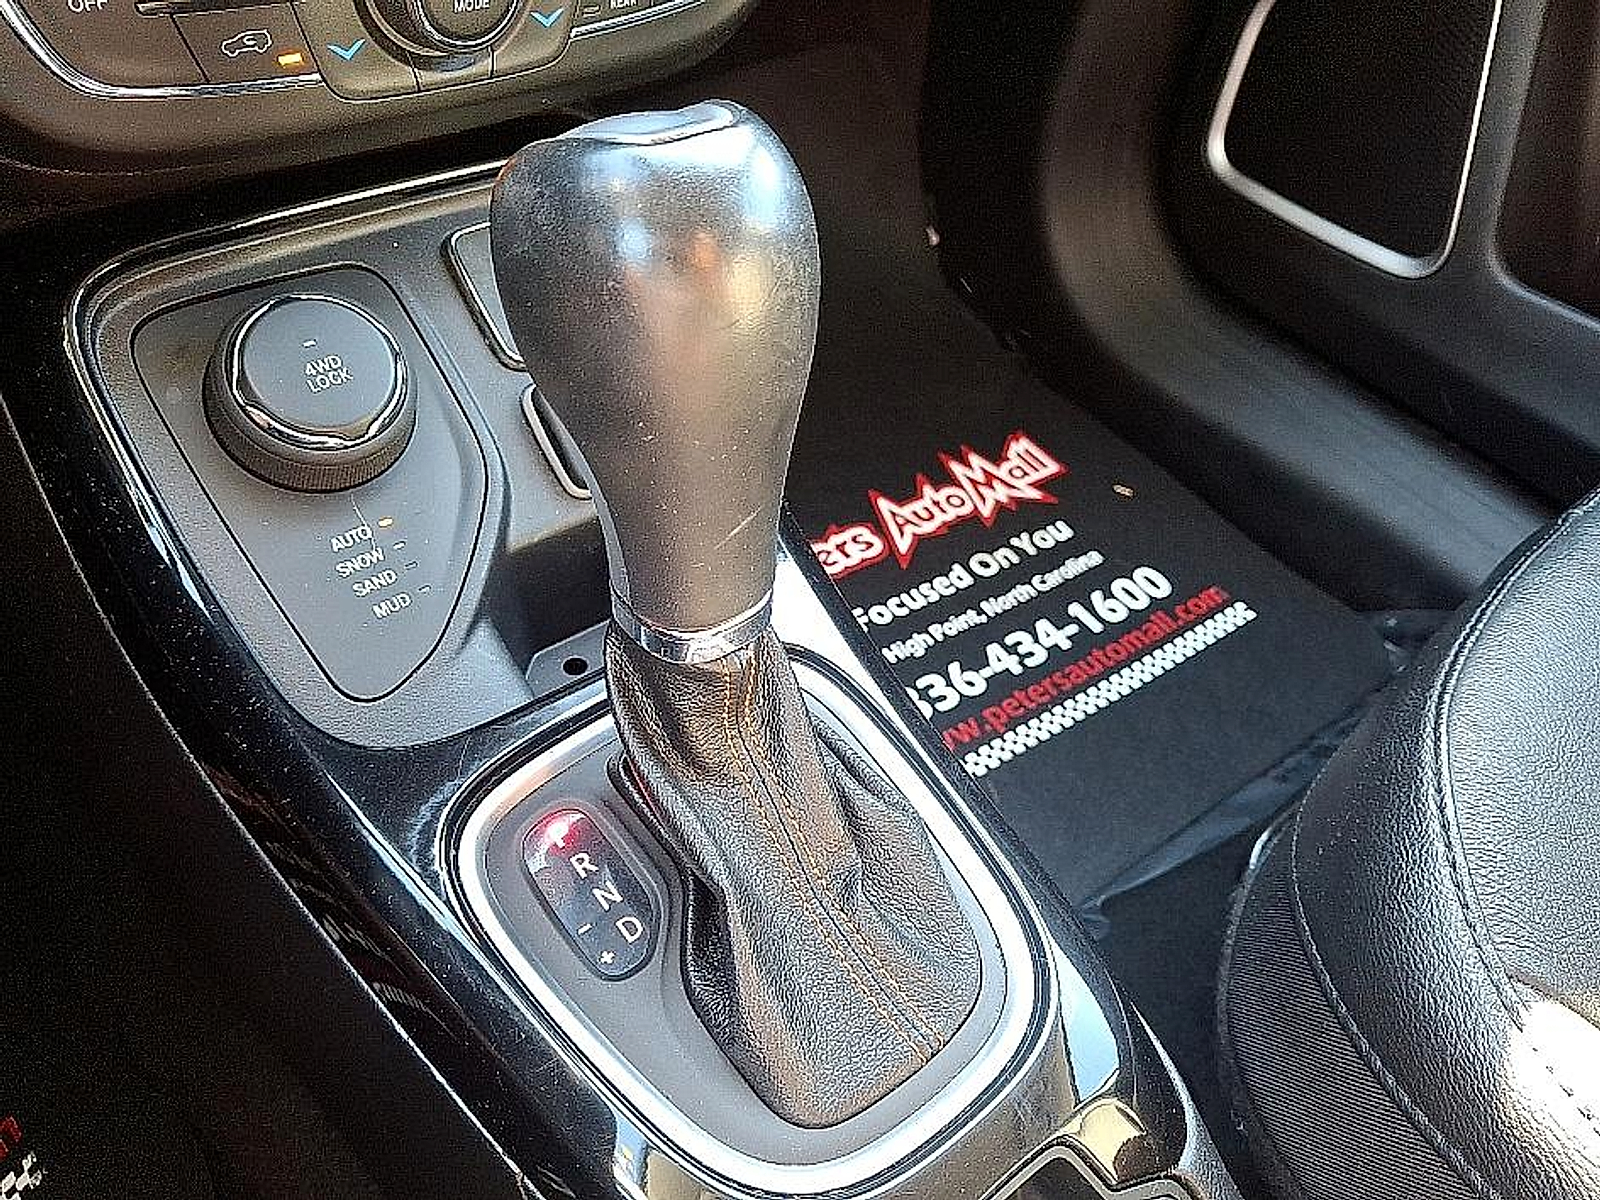 OFF
MODE
REAR
4WD
LOCK
AUTO
SNOW
SAND
MUD
AutoMall
Focused On You
High Point, North Carolina
336-434-1600
www.petersautomall.com
P
R
N
D
-
+